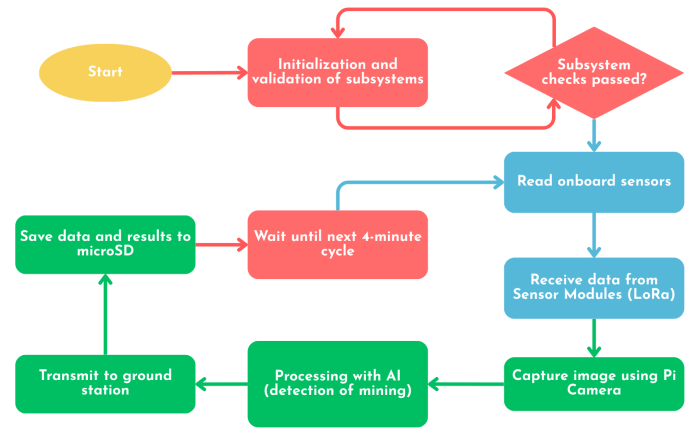 Start
Initialization and
validation of subsystems
Subsystem
checks passed?
Read onboard sensors
Receive data from
Sensor Modules (LoRa)
Capture image using Pi
Camera
Processing with AI
(detection of mining)
Transmit to ground
station
Save data and results to
microSD
Wait until next 4-minute
cycle